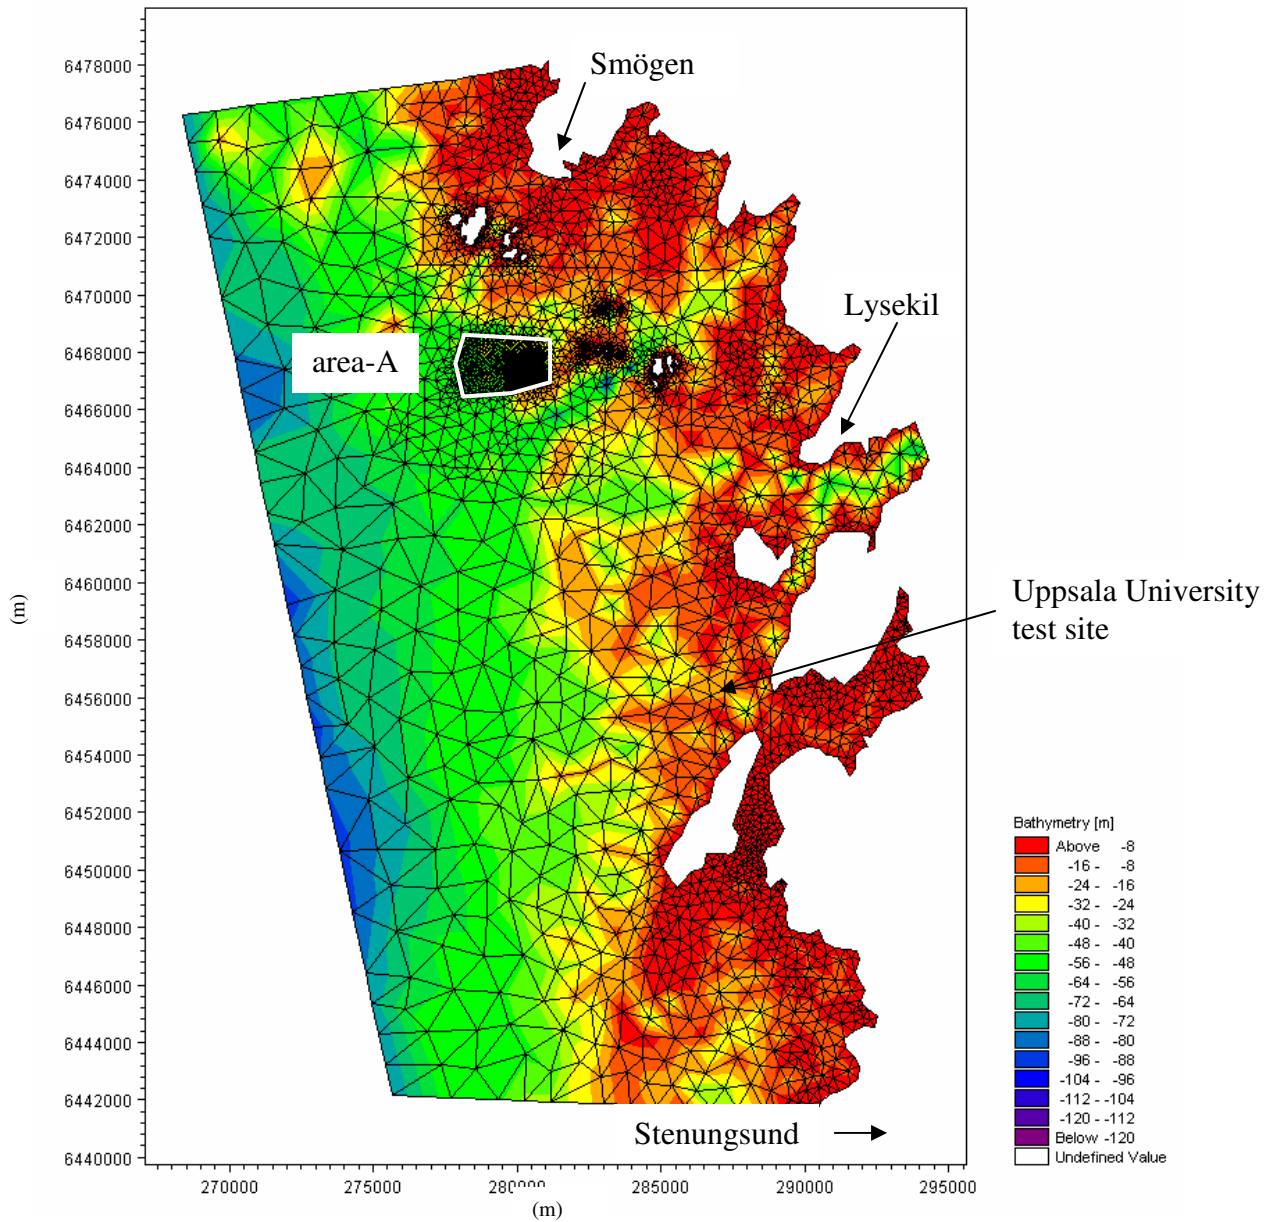 Smögen
Lysekil
area-A
Uppsala University
test site
Stenungsund
6478000
6476000
6474000
6472000
6470000
6468000
6466000
6464000
6462000
6460000
6458000
6456000
6454000
6452000
6450000
6448000
6446000
6444000
6442000
6440000
(m)
270000 275000 280000 285000 290000 295000
(m)
Bathymetry [m]
Above -8
-16 - -8
-24 - -16
-32 - -24
-40 - -32
-48 - -40
-56 - -48
-64 - -56
-72 - -64
-80 - -72
-88 - -80
-96 - -88
-104 - -96
-112 - -104
-120 - -112
Below -120
Undefined Value